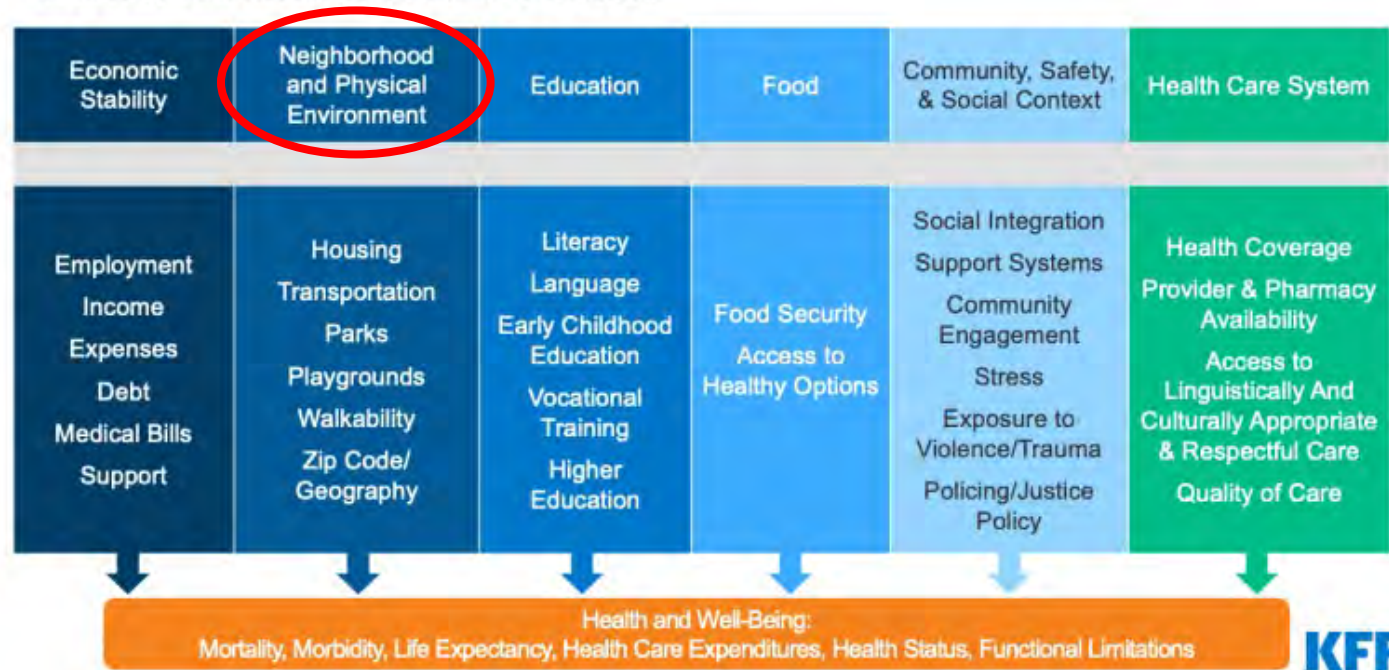 Economic
Stability
Neighborhood
and Physical
Environment
Education
Food
Community, Safety,
& Social Context
Health Care System
Employment
Income
Expenses
Debt
Medical Bills
Support
Housing
Transportation
Parks
Playgrounds
Walkability
Zip Code/
Geography
Literacy
Language
Early Childhood
Education
Vocational
Training
Higher
Education
Food Security
Access to
Healthy Options
Social Integration
Support Systems
Community
Engagement
Stress
Exposure to
Violence/Trauma
Policing/Justice
Policy
Health Coverage
Provider & Pharmacy
Availability
Access to
Linguistically And
Culturally Appropriate
& Respectful Care
Quality of Care
Health and Well-Being:
Mortality, Morbidity, Life Expectancy, Health Care Expenditures, Health Status, Functional Limitations